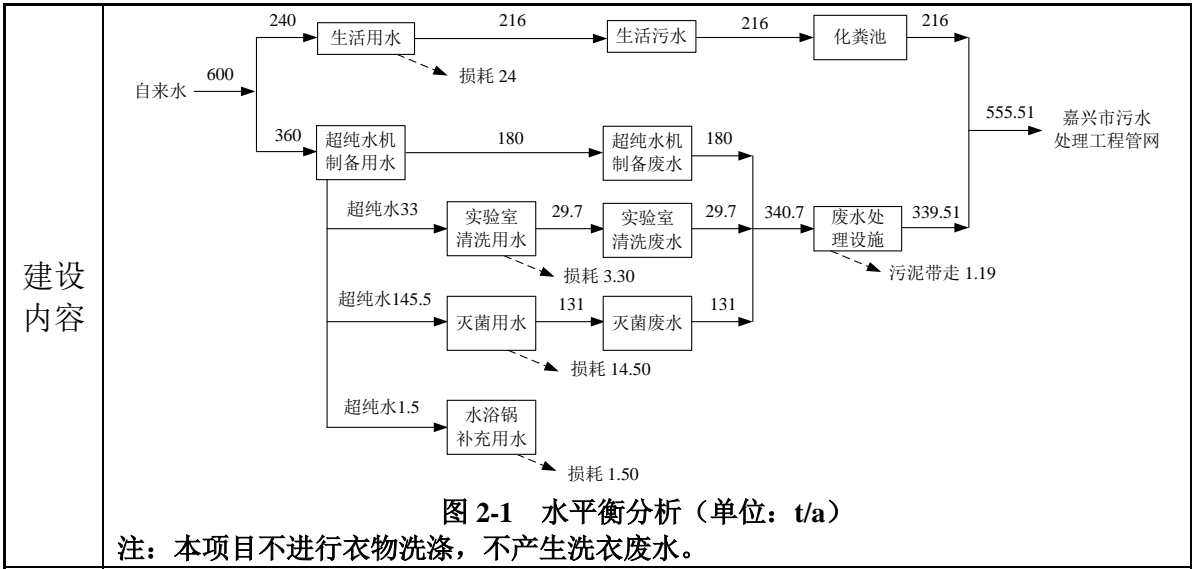 建设
内容
自来水
600
240
生活用水
216
生活污水
216
化粪池
216
损耗 24
555.51
嘉兴市污水
处理工程管网
360
超纯水机
制备用水
180
超纯水机
制备废水
180
超纯水33
实验室
清洗用水
29.7
实验室
清洗废水
29.7
340.7
废水处
理设施
339.51
损耗 3.30
污泥带走 1.19
超纯水145.5
灭菌用水
131
灭菌废水
131
损耗 14.50
超纯水1.5
水浴锅
补充用水
损耗 1.50
图 2-1 水平衡分析（单位：t/a）
注：本项目不进行衣物洗涤，不产生洗衣废水。